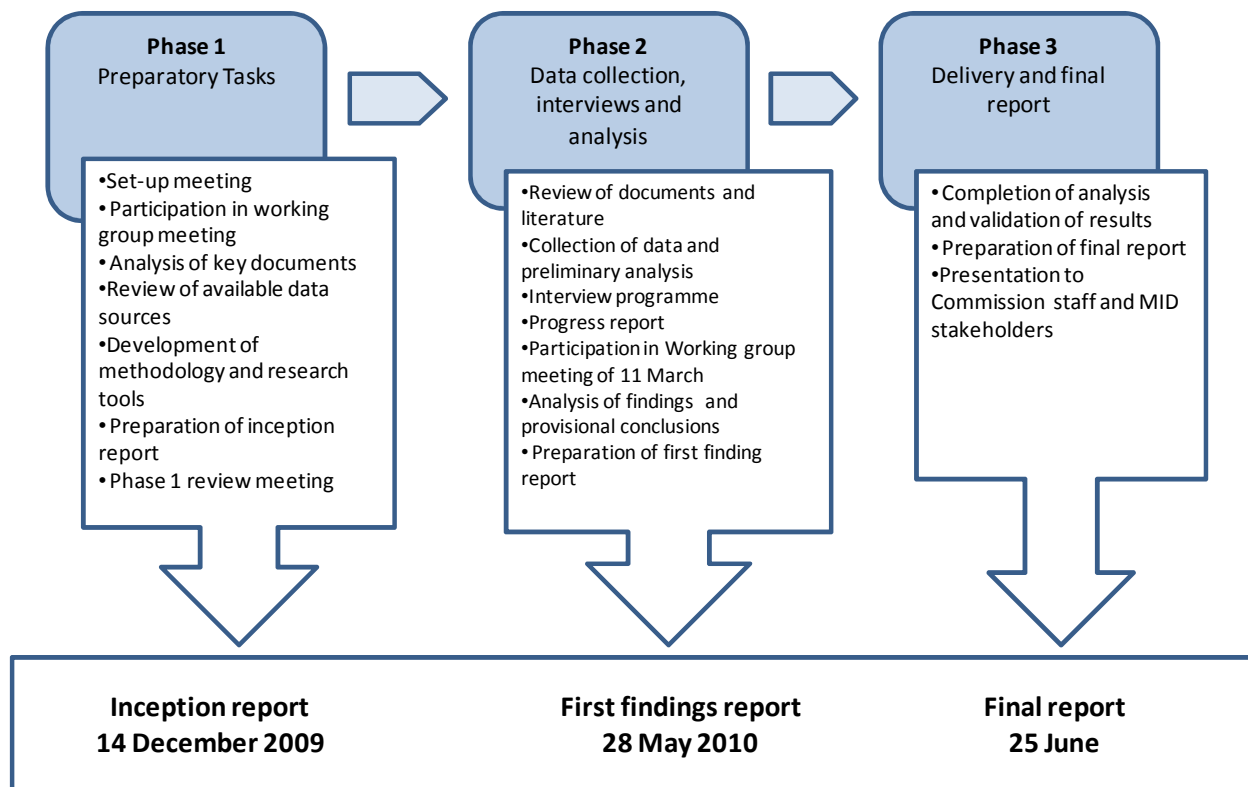 Phase 1
Preparatory Tasks
•Set-up meeting
•Participation in working
group meeting
•Analysis of key documents
•Review of available data
sources
•Development of
methodology and research
tools
•Preparation of inception
report
•Phase 1 review meeting
Inception report
14 December 2009
Phase 2
Data collection,
interviews and
analysis
•Review of documents and
literature
•Collection of data and
preliminary analysis
•Interview programme
•Progress report
•Participation in Working group
meeting of 11 March
•Analysis of findings and
provisional conclusions
•Preparation of first finding
report
First findings report
28 May 2010
Phase 3
Delivery and final
report
•Completion of analysis
and validation of results
•Preparation of final report
•Presentation to
Commission staff and MID
stakeholders
Final report
25 June